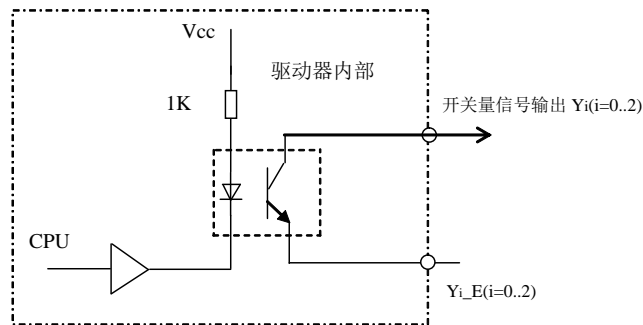 Vcc
驱动器内部
1K
开关量信号输出 Yi(i=0..2)
CPU
Yi_E(i=0..2)